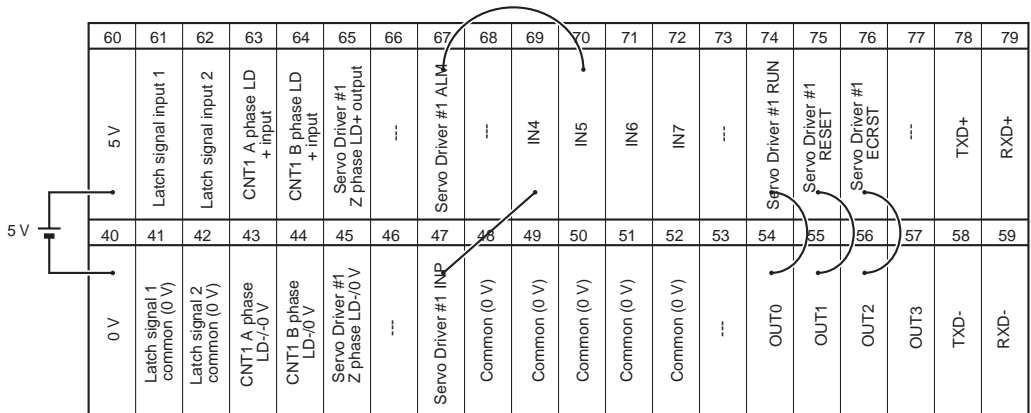 60 61 62 63 64 65 66 67 68 69 70 71 72 73 74 75 76 77 78 79
5 V
Latch signal input 1
Latch signal input 2
CNT1 A phase LD
+ input
CNT1 B phase LD
+ input
Servo Driver #1
Z phase LD+ output
---
Servo Driver #1 ALM
---
IN4
IN5
IN6
IN7
---
Servo Driver #1 RUN
Servo Driver #1
RESET
Servo Driver #1
ECRST
---
TXD+
RXD+
5 V
40 41 42 43 44 45 46 47 48 49 50 51 52 53 54 55 56 57 58 59
0 V
Latch signal 1
common (0 V)
Latch signal 2
common (0 V)
CNT1 A phase
LD-/-0 V
CNT1 B phase
LD-/0 V
Servo Driver #1
Z phase LD-/0 V
---
Servo Driver #1 INP
Common (0 V)
Common (0 V)
Common (0 V)
Common (0 V)
Common (0 V)
---
OUT0
OUT1
OUT2
OUT3
TXD-
RXD-